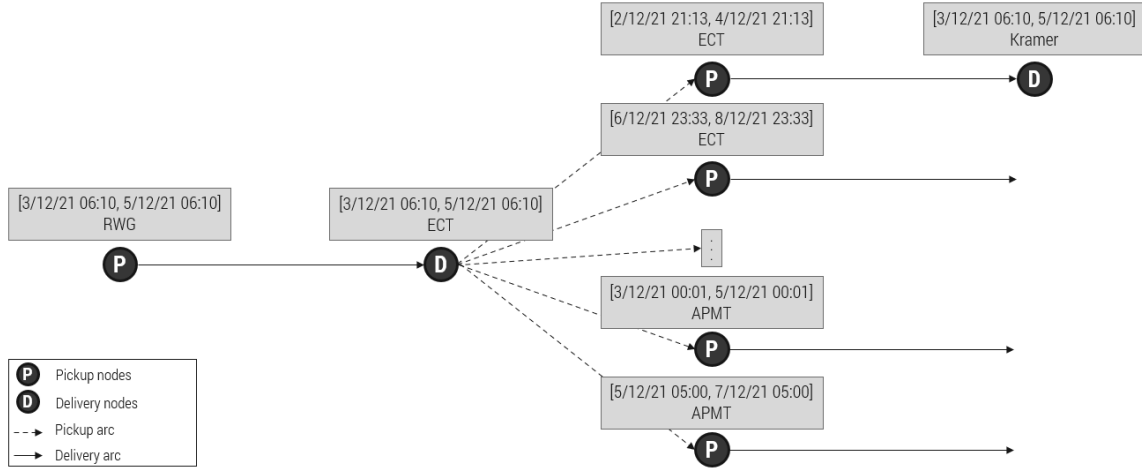 [2/12/21 21:13, 4/12/21 21:13]
ECT
P
[3/12/21 06:10, 5/12/21 06:10]
Kramer
D
[6/12/21 23:33, 8/12/21 23:33]
ECT
P
[3/12/21 06:10, 5/12/21 06:10]
RWG
P
[3/12/21 06:10, 5/12/21 06:10]
ECT
D
[3/12/21 00:01, 5/12/21 00:01]
APMT
P
[5/12/21 05:00, 7/12/21 05:00]
APMT
P
P Pickup nodes
D Delivery nodes
Pickup arc
Delivery arc